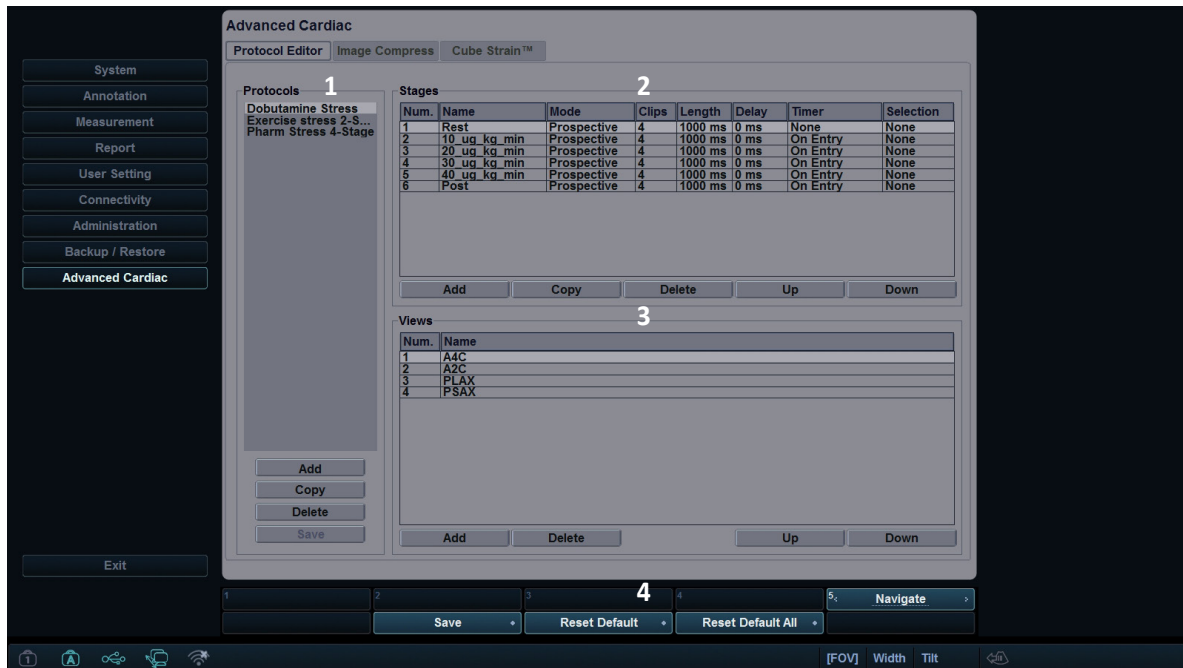 Advanced Cardiac
Protocol Editor Image Compress Cube Strain™
System
Annotation
Measurement
Report
User Setting
Connectivity
Administration
Backup / Restore
Advanced Cardiac
Exit
Protocols 1
Dobutamine Stress
Exercise stress 2-S...
Pharm Stress 4-Stage
Add
Copy
Delete
Save
Stages 2
Num. Name Mode Clips Length Delay Timer Selection
1 Rest Prospective 4 1000 ms 0 ms None None
2 10_ug_kg_min Prospective 4 1000 ms 0 ms On Entry None
3 20_ug_kg_min Prospective 4 1000 ms 0 ms On Entry None
4 30_ug_kg_min Prospective 4 1000 ms 0 ms On Entry None
5 40_ug_kg_min Prospective 4 1000 ms 0 ms On Entry None
6 Post Prospective 4 1000 ms 0 ms On Entry None
Add Copy Delete Up Down
Views 3
Num. Name
1 A4C
2 A2C
3 PLAX
4 PSAX
Add Delete Up Down
1 2 3 4 4 5 Navigate
Save Reset Default Reset Default All
1 A [FOV] Width Tilt